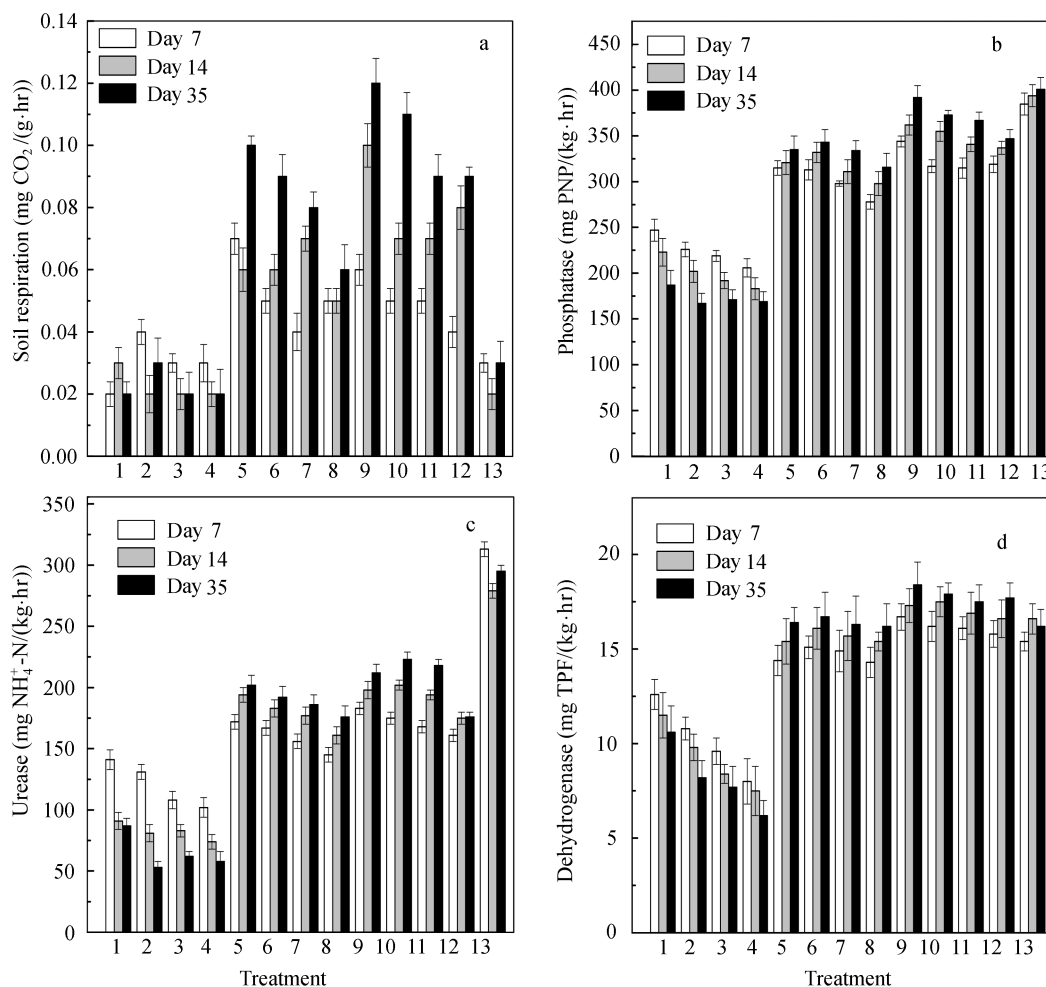 0.14
0.12
0.10
0.08
0.06
0.04
0.02
0.00
Soil respiration (mg CO₂/(g·hr))
a
Day 7
Day 14
Day 35
1 2 3 4 5 6 7 8 9 10 11 12 13
450
400
350
300
250
200
150
100
50
0
Phosphatase (mg PNP/(kg·hr))
b
Day 7
Day 14
Day 35
1 2 3 4 5 6 7 8 9 10 11 12 13
350
300
250
200
150
100
50
0
Urease (mg NH₄⁺-N/(kg·hr))
c
Day 7
Day 14
Day 35
1 2 3 4 5 6 7 8 9 10 11 12 13
Treatment
20
15
10
5
0
Dehydrogenase (mg TPF/(kg·hr))
d
Day 7
Day 14
Day 35
1 2 3 4 5 6 7 8 9 10 11 12 13
Treatment